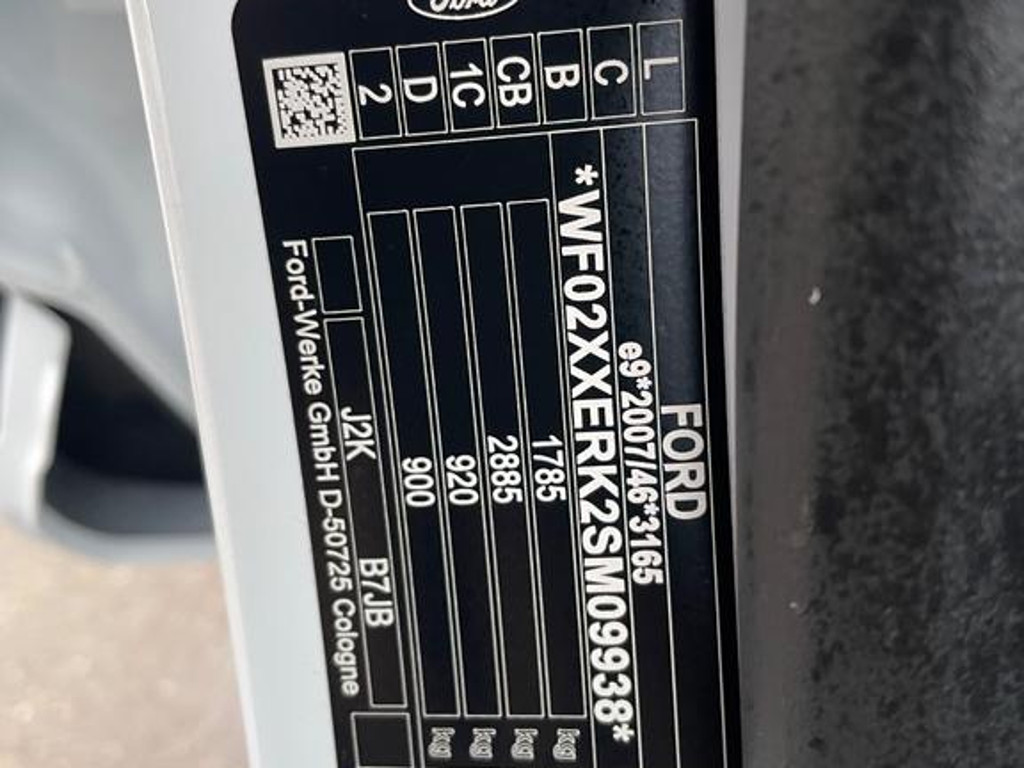 Ford
L
C
B
CB
1C
D
2
FORD
e9*2007/46*3165
*WF02XXERK2SM09938*
1785 kg
2885 kg
920 kg
900 kg
J2K B7JB
Ford-Werke GmbH D-50725 Cologne